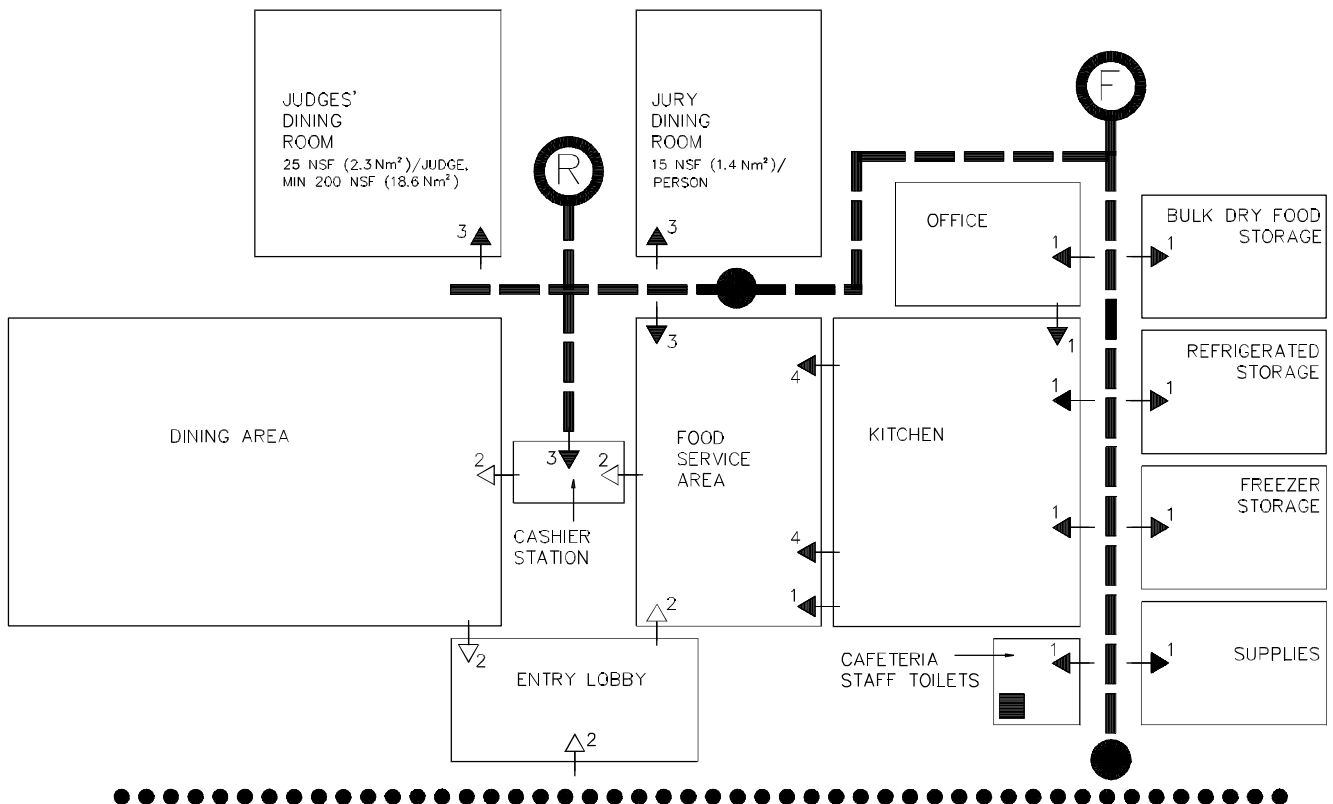 JUDGES'
DINING
ROOM
25 NSF (2.3 Nm²)/JUDGE,
MIN 200 NSF (18.6 Nm²)
3
R
JURY
DINING
ROOM
15 NSF (1.4 Nm²)/
PERSON
3
F
OFFICE
1
1
BULK DRY FOOD
STORAGE
1
DINING AREA
2
3
2
CASHIER
STATION
3
FOOD
SERVICE
AREA
4
4
1
2
KITCHEN
1
1
REFRIGERATED
STORAGE
1
FREEZER
STORAGE
1
2
ENTRY LOBBY
2
CAFETERIA
STAFF TOILETS
1
SUPPLIES
1